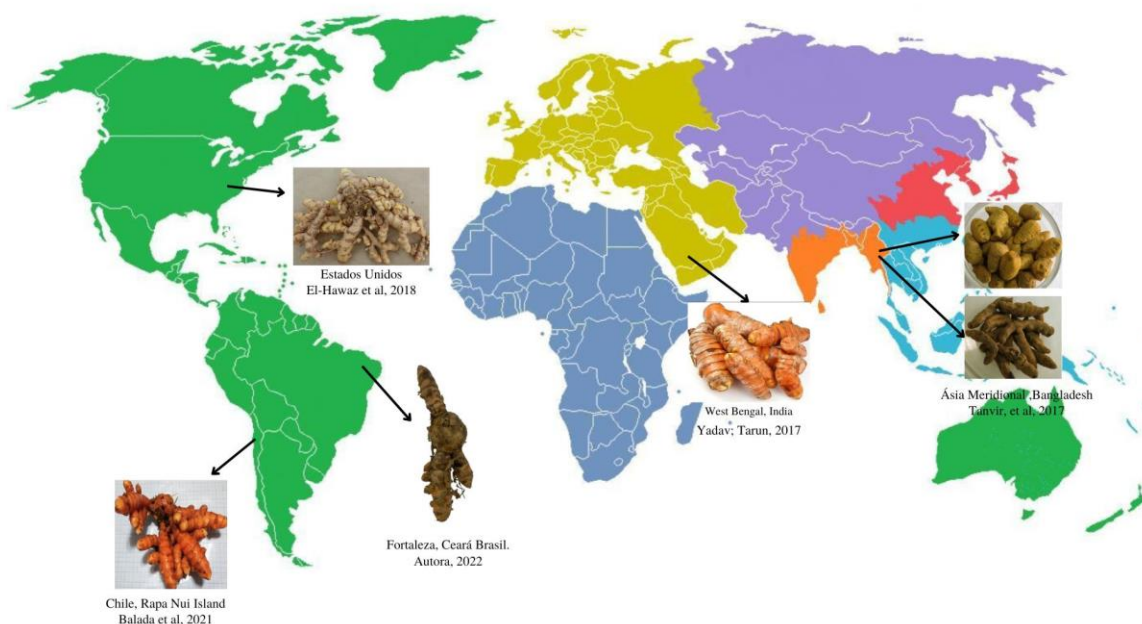 Estados Unidos
El-Hawaz et al, 2018
Ásia Meridional ,Bangladesh
Tanvir, et al, 2017
West Bengal, India
Yadav; Tarun, 2017
Fortaleza, Ceará Brasil.
Autora, 2022
Chile, Rapa Nui Island
Balada et al, 2021